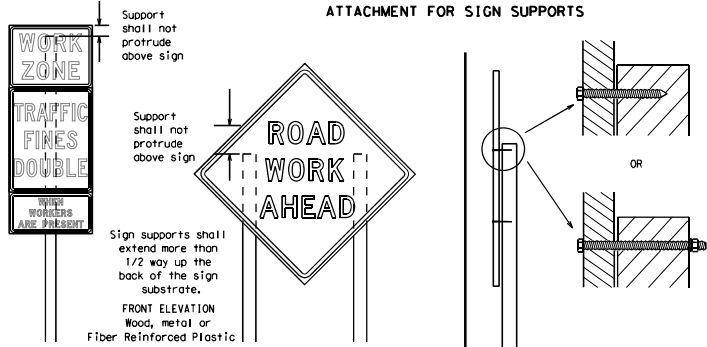 ATTACHMENT FOR SIGN SUPPORTS
Support
shall not
protrude
above sign
WORK
ZONE
TRAFFIC
FINES
DOUBLE
WHEN
WORKERS
ARE PRESENT
Support
shall not
protrude
above sign
ROAD
WORK
AHEAD
Sign supports shall
extend more than
1/2 way up the
back of the sign
substrate.
FRONT ELEVATION
Wood, metal or
Fiber Reinforced Plastic
OR